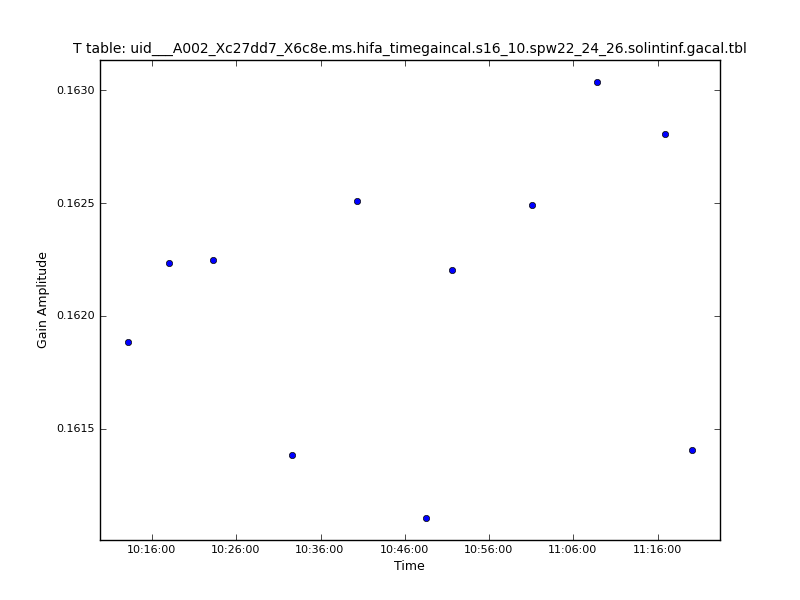 T table: uid___A002_Xc27dd7_X6c8e.ms.hifa_timegaincal.s16_10.spw22_24_26.solintinf.gacal.tbl
0.1630
0.1625
0.1620
0.1615
Gain Amplitude
10:16:00 10:26:00 10:36:00 10:46:00 10:56:00 11:06:00 11:16:00
Time